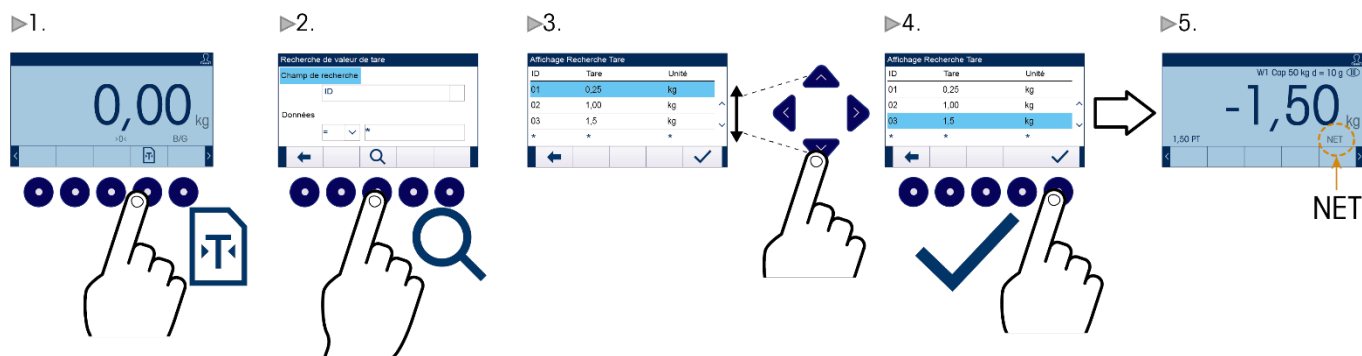 1.
0,00 kg
>0< B/G
T
2.
Recherche de valeur de tare
Champ de recherche
ID
Données
= *
3.
Affichage Recherche Tare
ID Tare Unité
01 0,25 kg
02 1,00 kg
03 1,5 kg
* * *
4.
Affichage Recherche Tare
ID Tare Unité
01 0,25 kg
02 1,00 kg
03 1,5 kg
* * *
5.
W1 Cap 50 kg d = 10 g
-1,50 kg
1,50 PT NET
NET
T